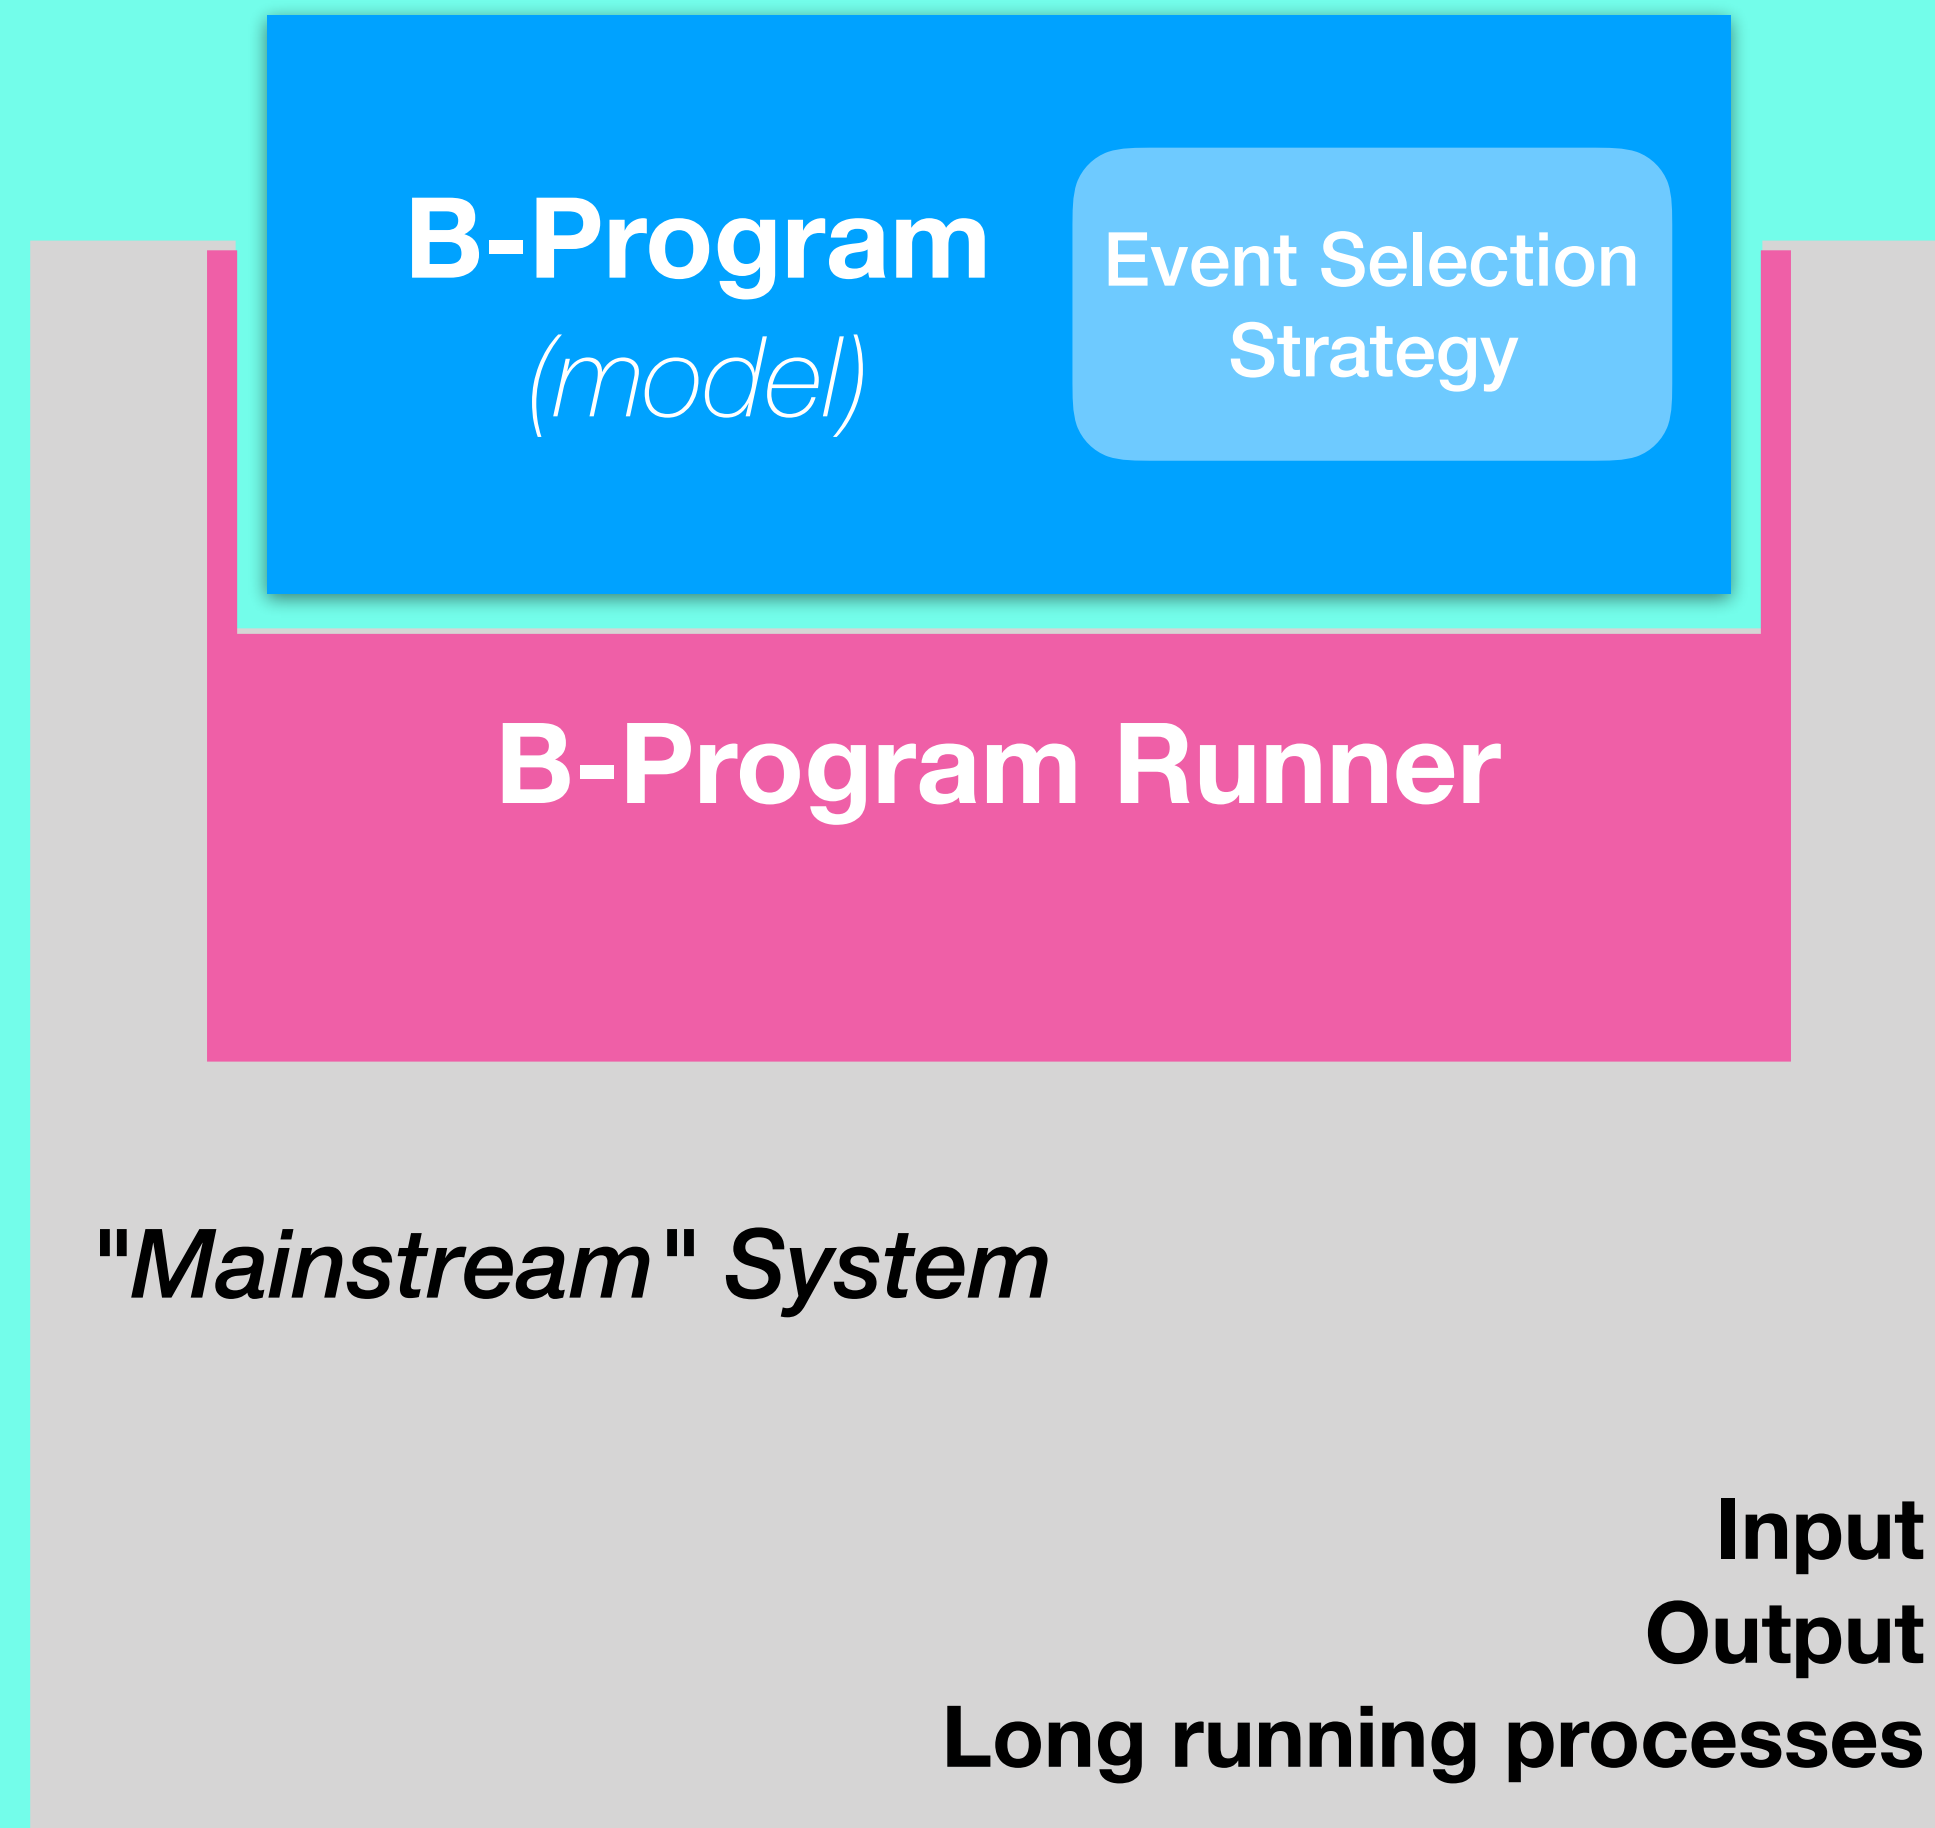 B-Program
(model)
Event Selection
Strategy
B-Program Runner
"Mainstream" System
Input
Output
Long running processes